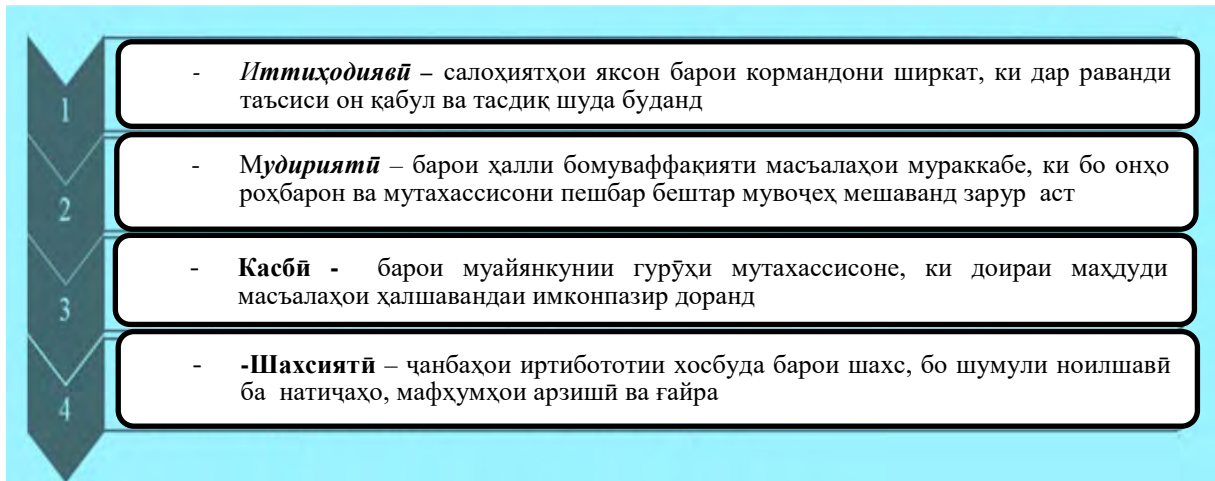 1
- Иттиҳодиявӣ – салоҳиятҳои яксон барои кормандони ширкат, ки дар раванди
таъсиси он қабул ва тасдиқ шуда буданд
2
- Мудириятӣ – барои ҳалли бомуваффақияти масъалаҳои мураккабе, ки бо онҳо
роҳбарон ва мутахассисони пешбар бештар мувоҷеҳ мешаванд зарур аст
3
- Касбӣ - барои муайянкунии гурӯҳи мутахассисоне, ки доираи маҳдуди
масъалаҳои ҳалшавандаи имконпазир доранд
4
- -Шахсиятӣ – ҷанбаҳои иртибототии хосбуда барои шахс, бо шумули ноилшавӣ
ба натиҷаҳо, мафҳумҳои арзишӣ ва ғайра